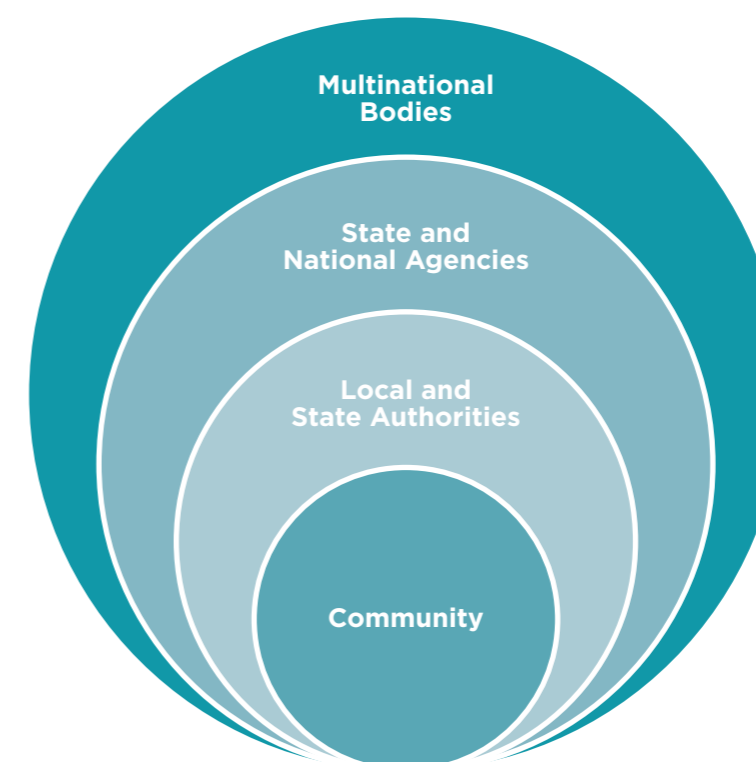 Multinational
Bodies
State and
National Agencies
Local and
State Authorities
Community